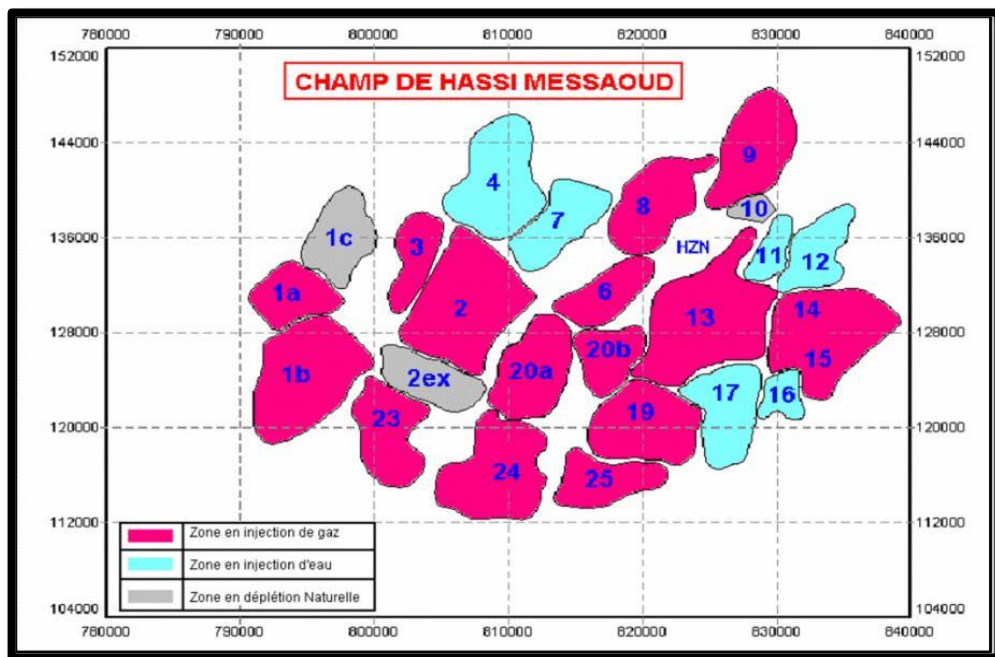 780000 790000 800000 810000 820000 830000 840000
152000 152000
CHAMP DE HASSI MESSAOUD
144000 144000
9
4
8
7
10
1c
136000 136000
3
HZN
11
12
1a
6
2
13
14
128000 128000
20b
15
1b
20a
2ex
17
16
23
19
120000 120000
24
25
112000 112000
Zone en injection de gaz
Zone en injection d'eau
Zone en déplétion Naturelle
104000 104000
780000 790000 800000 810000 820000 830000 840000